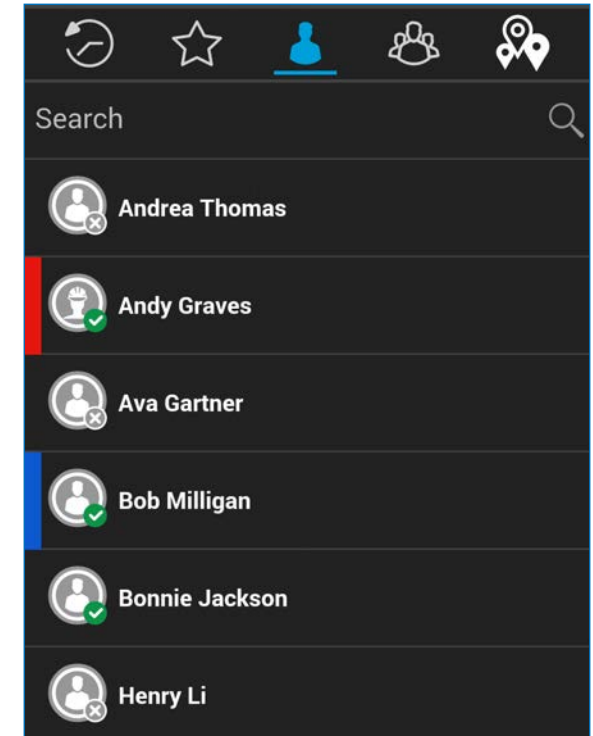 Search
Andrea Thomas
Andy Graves
Ava Gartner
Bob Milligan
Bonnie Jackson
Henry Li